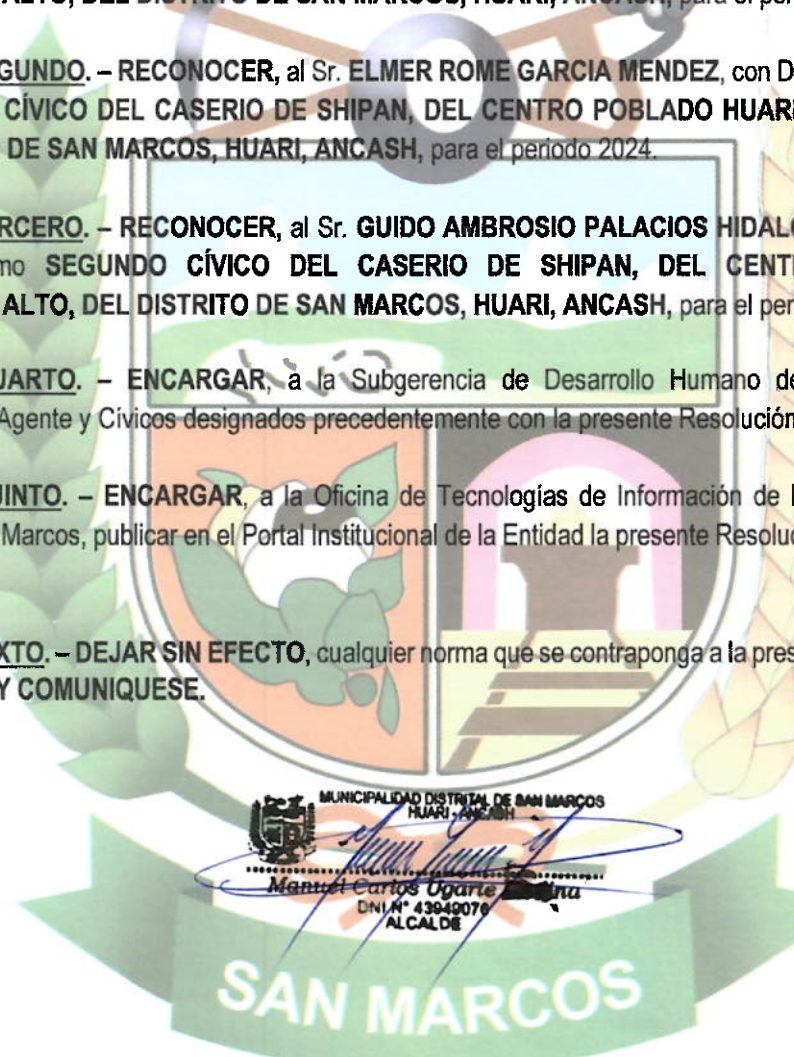 ALTO, DEL DISTRITO DE SAN MARCOS, HUARI, ANCASH, para el per
GUNDO. – RECONOCER, al Sr. ELMER ROME GARCIA MENDEZ, con D
CÍVICO DEL CASERIO DE SHIPAN, DEL CENTRO POBLADO HUARI
DE SAN MARCOS, HUARI, ANCASH, para el periodo 2024.
RCERO. – RECONOCER, al Sr. GUIDO AMBROSIO PALACIOS HIDALG
mo SEGUNDO CÍVICO DEL CASERIO DE SHIPAN, DEL CENT
ALTO, DEL DISTRITO DE SAN MARCOS, HUARI, ANCASH, para el per
JARTO. – ENCARGAR, a la Subgerencia de Desarrollo Humano de
Agente y Cívicos designados precedentemente con la presente Resolución
JINTO. – ENCARGAR, a la Oficina de Tecnologías de Información de
Marcos, publicar en el Portal Institucional de la Entidad la presente Resoluc
XTO. – DEJAR SIN EFECTO, cualquier norma que se contraponga a la pres
Y COMUNIQUESE.
MUNICIPALIDAD DISTRITAL DE SAN MARCOS
HUARI - ANCASH
Manuel Carlos Ugarte
DNI N° 43949076
ALCALDE
SAN MARCOS